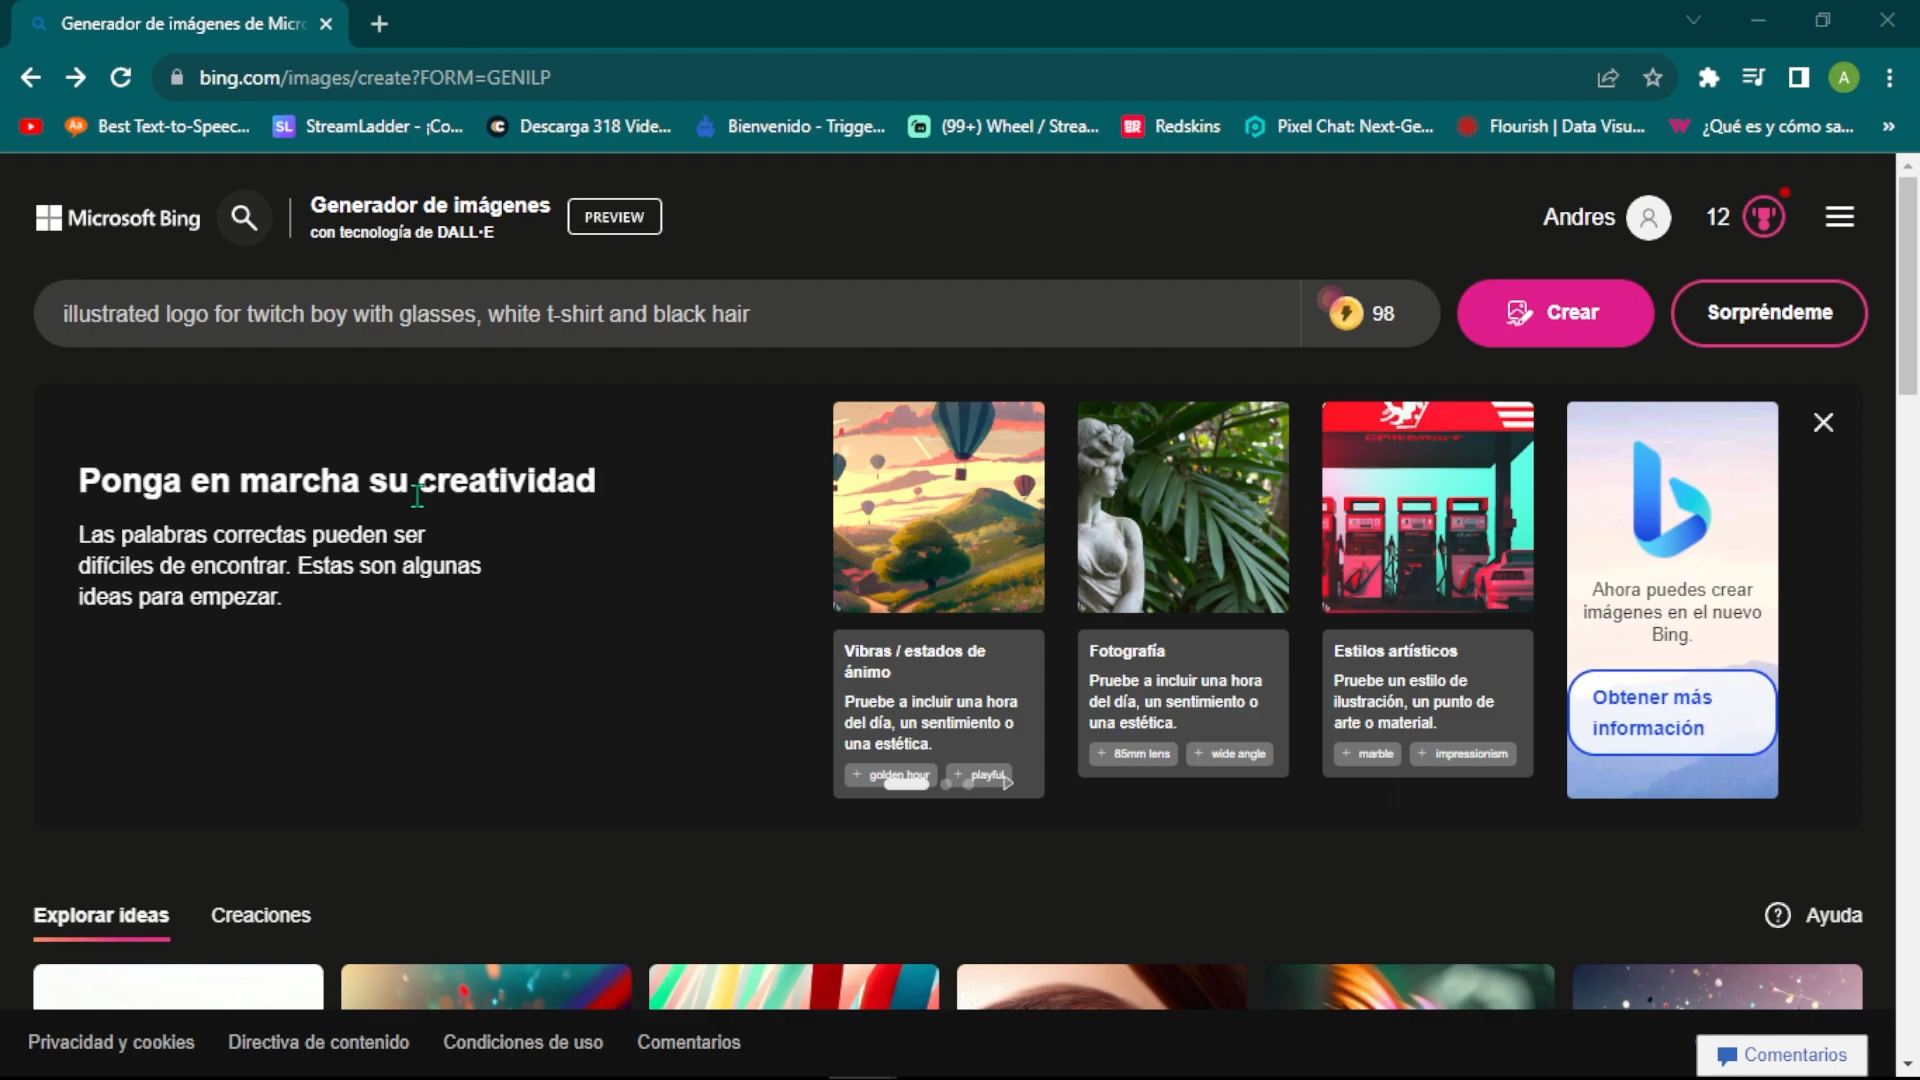 Generador de imágenes de Micr
bing.com/images/create?FORM=GENILP
A
Best Text-to-Speec...
SL StreamLadder - ¡Co...
Descarga 318 Vide...
Bienvenido - Trigge...
(99+) Wheel / Strea...
BR Redskins
Pixel Chat: Next-Ge...
Flourish | Data Visu...
¿Qué es y cómo sa...
»
Microsoft Bing
Generador de imágenes
con tecnología de DALL·E
PREVIEW
Andres
12
illustrated logo for twitch boy with glasses, white t-shirt and black hair
98
Crear
Sorpréndeme
Ponga en marcha su creatividad
Las palabras correctas pueden ser
difíciles de encontrar. Estas son algunas
ideas para empezar.
Vibras / estados de
ánimo
Pruebe a incluir una hora
del día, un sentimiento o
una estética.
+ golden hour
+ playful
Fotografía
Pruebe a incluir una hora
del día, un sentimiento o
una estética.
+ 85mm lens
+ wide angle
Estilos artísticos
Pruebe un estilo de
ilustración, un punto de
arte o material.
+ marble
+ impressionism
Ahora puedes crear
imágenes en el nuevo
Bing.
Obtener más
información
Explorar ideas
Creaciones
? Ayuda
Privacidad y cookies
Directiva de contenido
Condiciones de uso
Comentarios
Comentarios